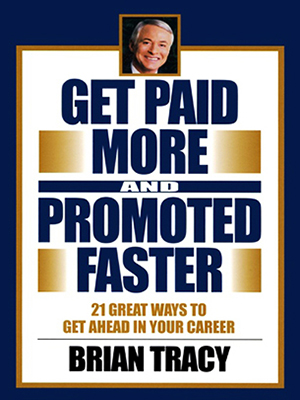 GET PAID
MORE
AND
PROMOTED
FASTER
21 GREAT WAYS TO
GET AHEAD IN YOUR CAREER
BRIAN TRACY